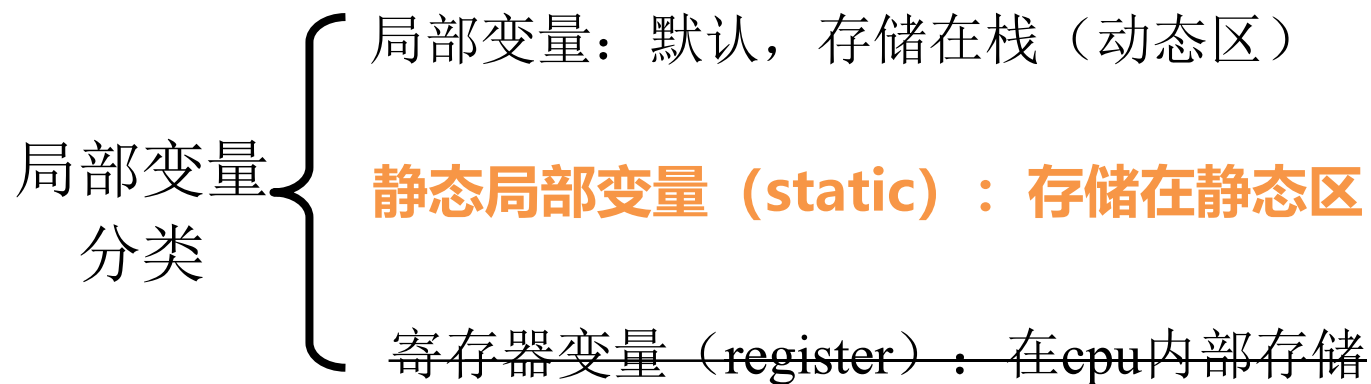 局部变量：默认，存储在栈（动态区）
局部变量
分类
静态局部变量（static）：存储在静态区
寄存器变量（register）：在cpu内部存储